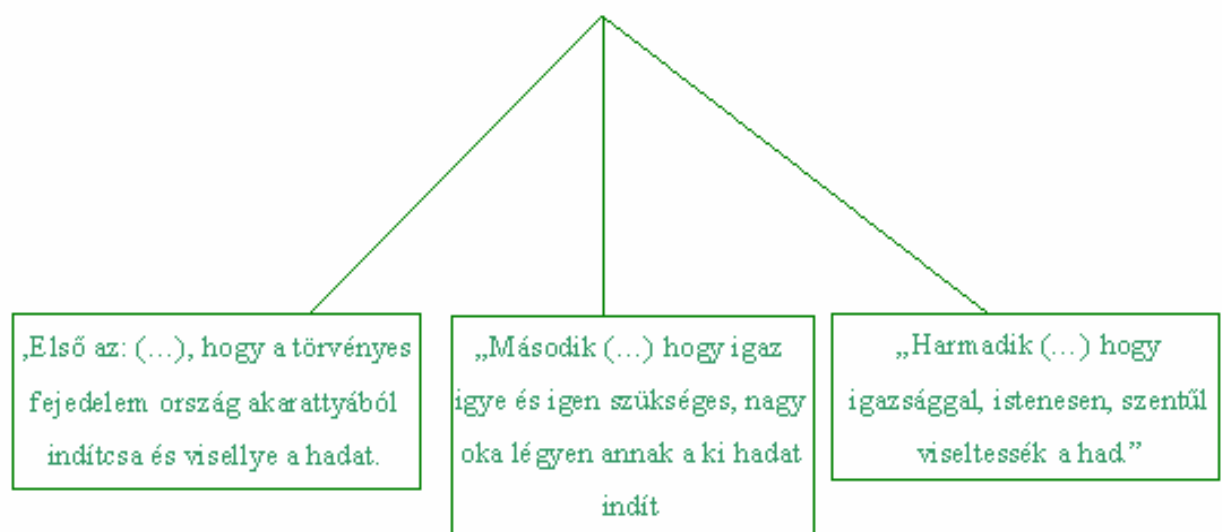 ‚Első az: (...), hogy a törvényes
fejedelem ország akarattyából
indítcsa és visellye a hadat.
„Második (...) hogy igaz
igye és igen szükséges, nagy
oka légyen annak a ki hadat
indít
„Harmadik (...) hogy
igazsággal, istenesen, szentűl
viseltessék a had.”